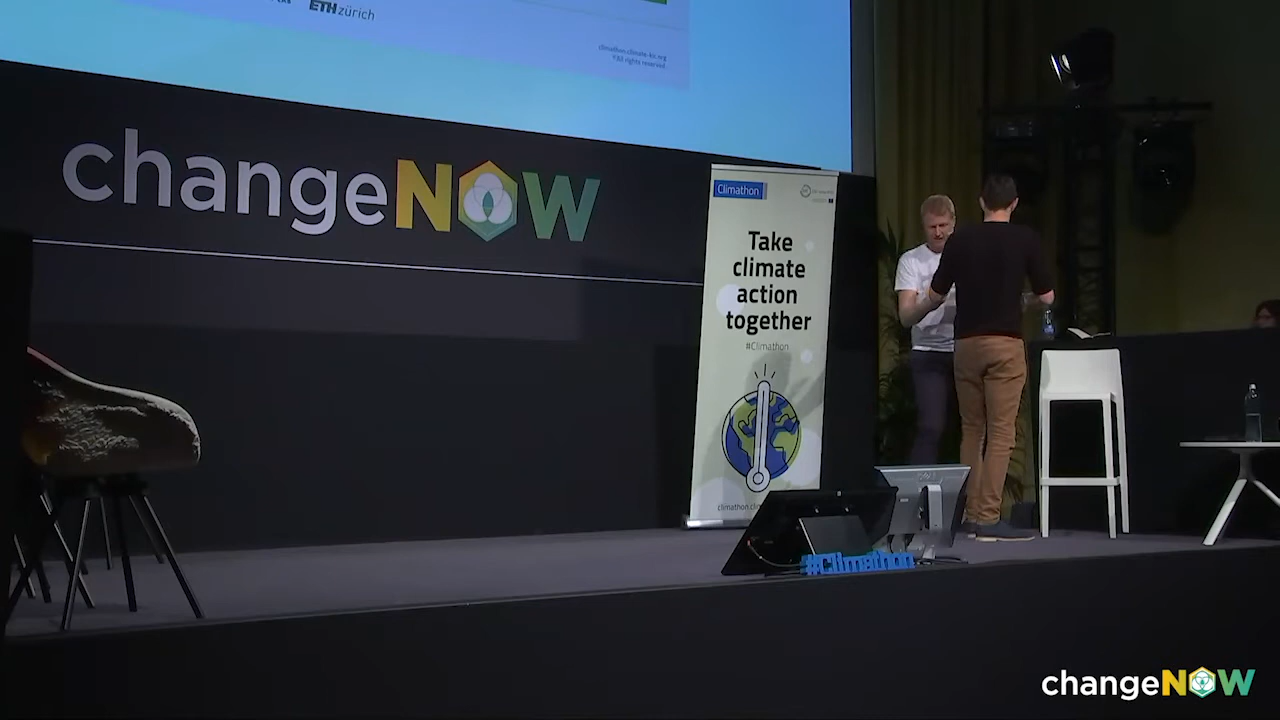 ETH zürich
climathon.climate-kic.org
©All rights reserved.
changeNOW
Climathon
Take
climate
action
together
#Climathon
#Climathon
changeNOW